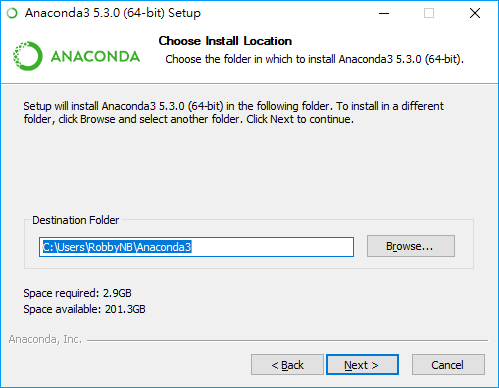 Anaconda3 5.3.0 (64-bit) Setup
ANACONDA
Choose Install Location
Choose the folder in which to install Anaconda3 5.3.0 (64-bit).
Setup will install Anaconda3 5.3.0 (64-bit) in the following folder. To install in a different
folder, click Browse and select another folder. Click Next to continue.
Destination Folder
C:\Users\RobbyNB\Anaconda3
Browse...
Space required: 2.9GB
Space available: 201.3GB
Anaconda, Inc.
< Back
Next >
Cancel